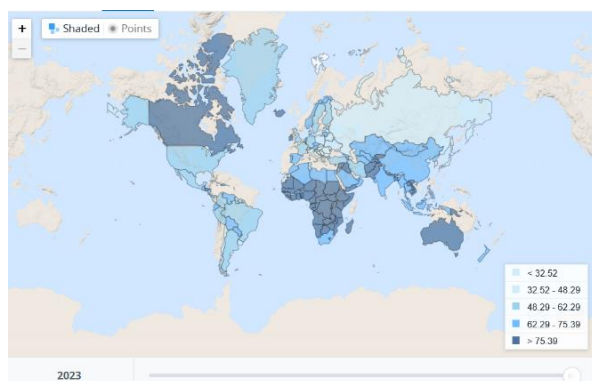 +
Shaded Points
−
< 32.52
32.52 - 48.29
48.29 - 62.29
62.29 - 75.39
> 75.39
2023